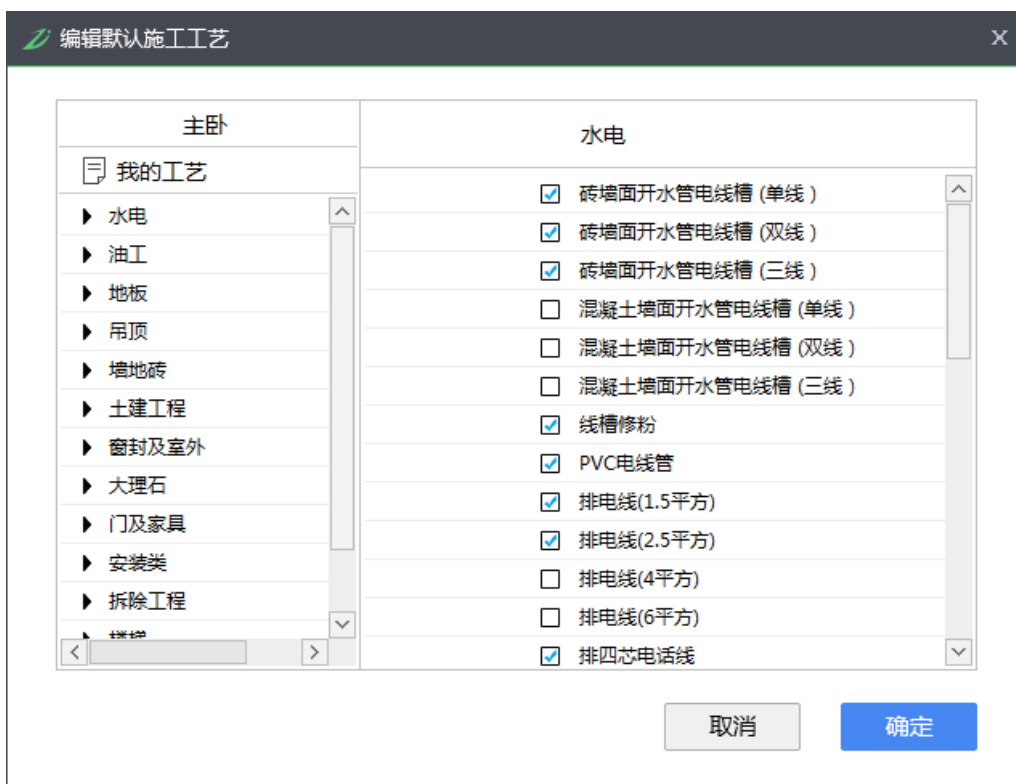 编辑默认施工工艺
主卧
我的工艺
水电
油工
地板
吊顶
墙地砖
土建工程
窗封及室外
大理石
门及家具
安装类
拆除工程
水电
砖墙面开水管电线槽 (单线 )
砖墙面开水管电线槽 (双线 )
砖墙面开水管电线槽 (三线 )
混凝土墙面开水管电线槽 (单线 )
混凝土墙面开水管电线槽 (双线 )
混凝土墙面开水管电线槽 (三线 )
线槽修粉
PVC电线管
排电线(1.5平方)
排电线(2.5平方)
排电线(4平方)
排电线(6平方)
排四芯电话线
取消
确定